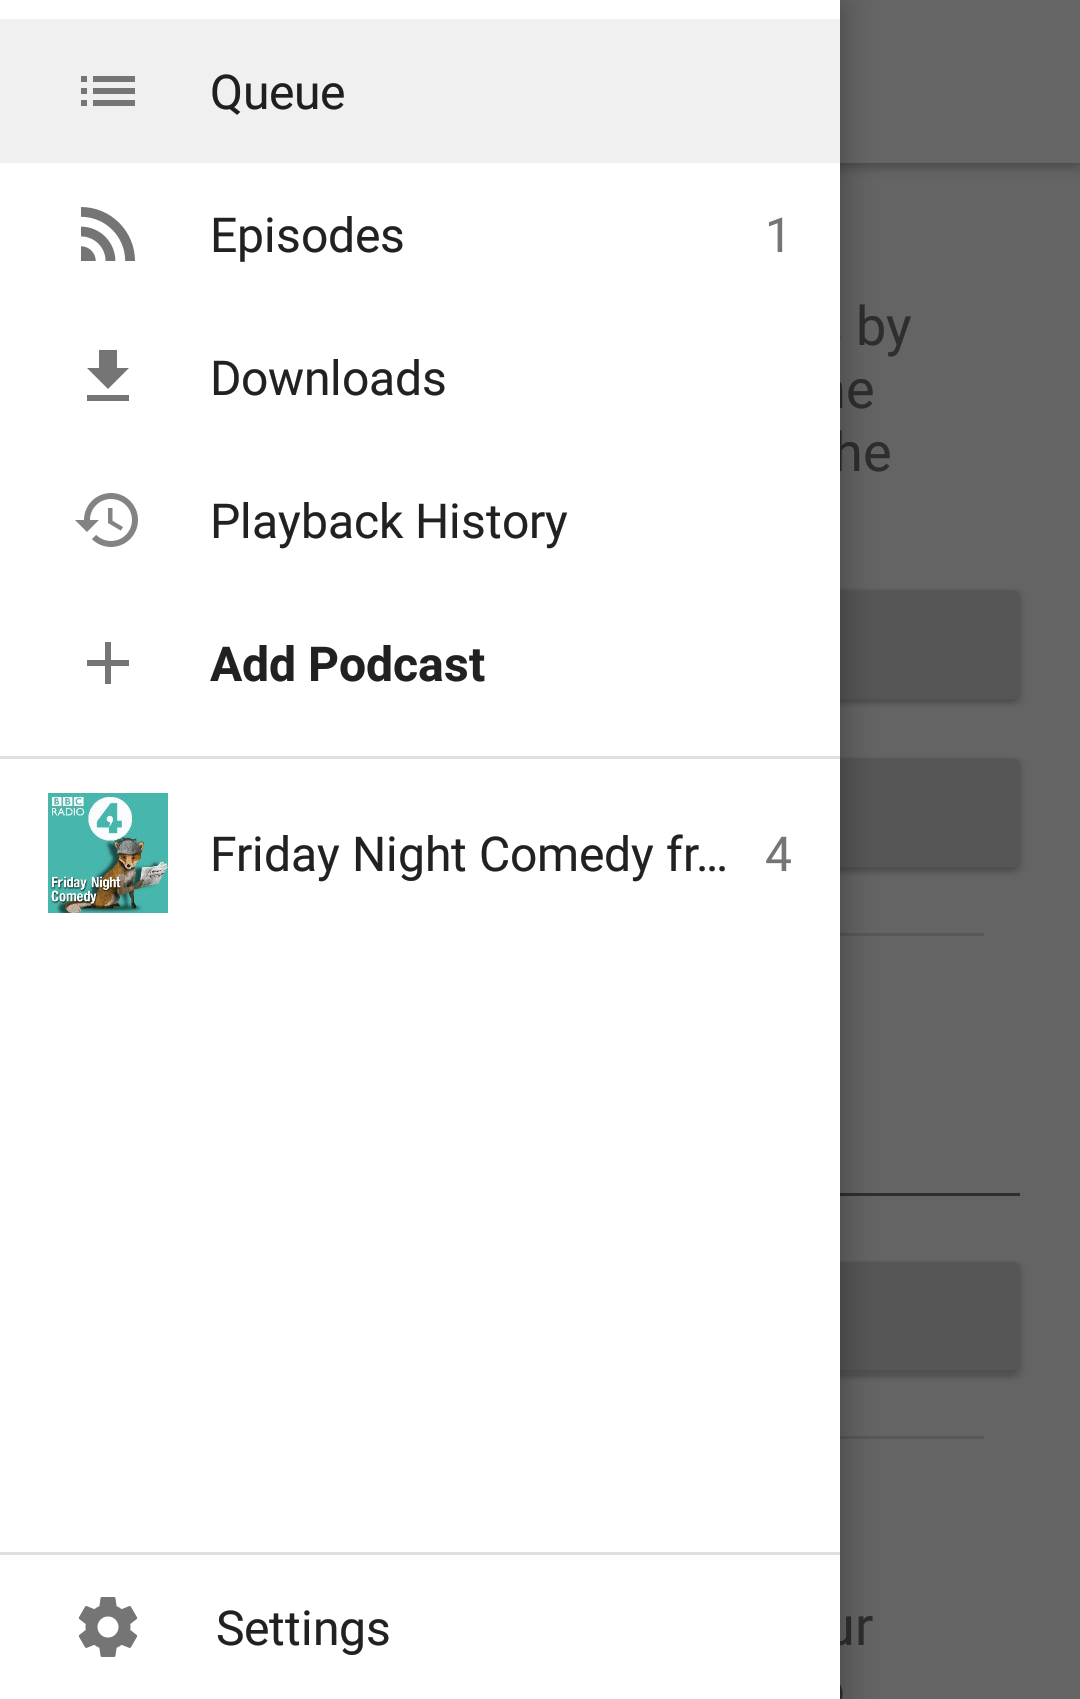 Queue
Episodes 1
by
Downloads
he
Playback History
Add Podcast
BBC
RADIO 4
Friday Night Comedy fr... 4
Friday Night
Comedy
Settings
ur